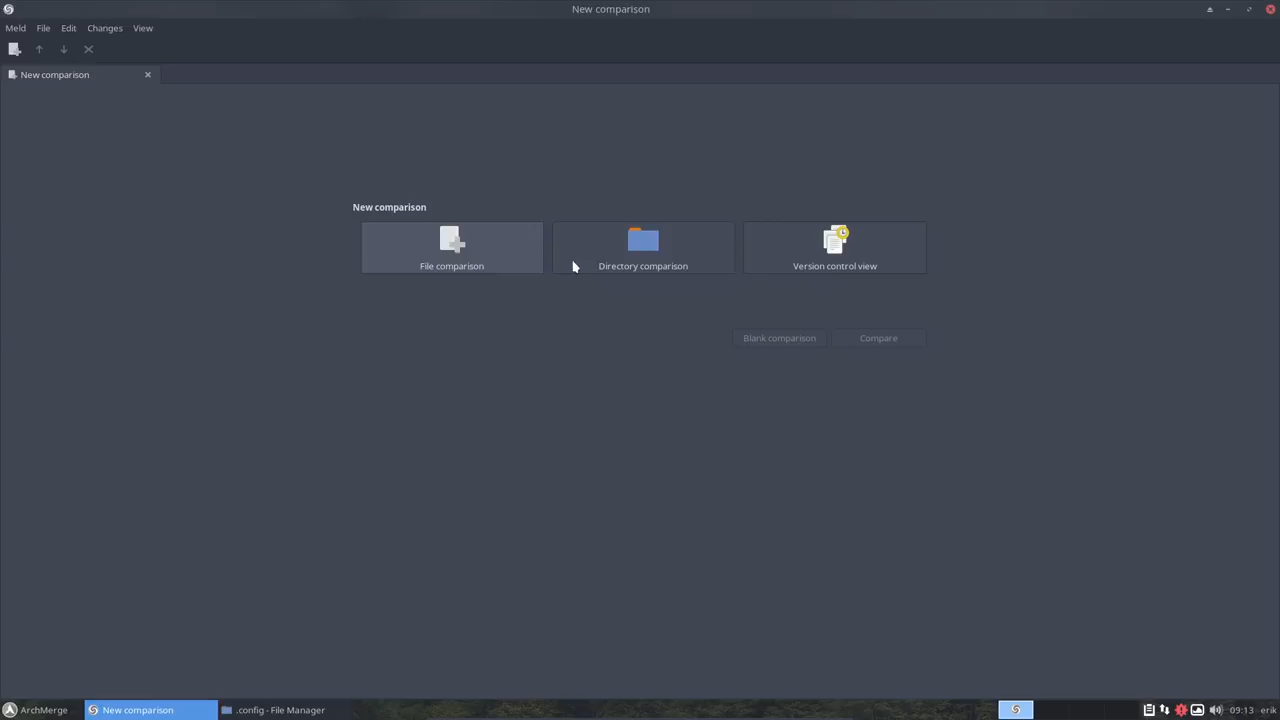 New comparison
Meld File Edit Changes View
New comparison
New comparison
File comparison Directory comparison Version control view
Blank comparison Compare
ArchMerge New comparison .config - File Manager 09:13 erik